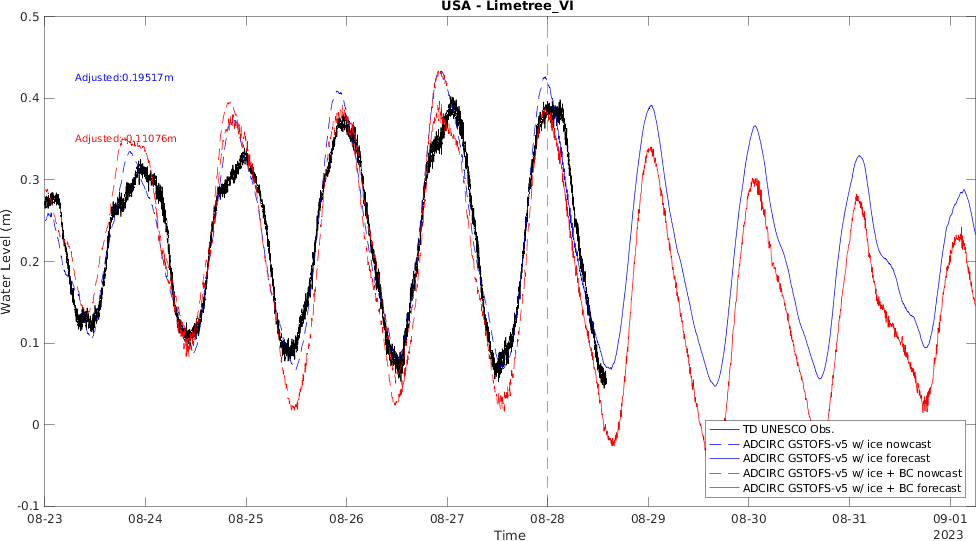 USA - Limetree_VI
0.5
0.4
0.3
0.2
0.1
0
-0.1
Water Level (m)
Adjusted:0.19517m
Adjusted:-0.11076m
TD UNESCO Obs.
ADCIRC GSTOFS-v5 w/ ice nowcast
ADCIRC GSTOFS-v5 w/ ice forecast
ADCIRC GSTOFS-v5 w/ice + BC nowcast
ADCIRC GSTOFS-v5 w/ice + BC forecast
08-23 08-24 08-25 08-26 08-27 08-28 08-29 08-30 08-31 09-01
Time
2023